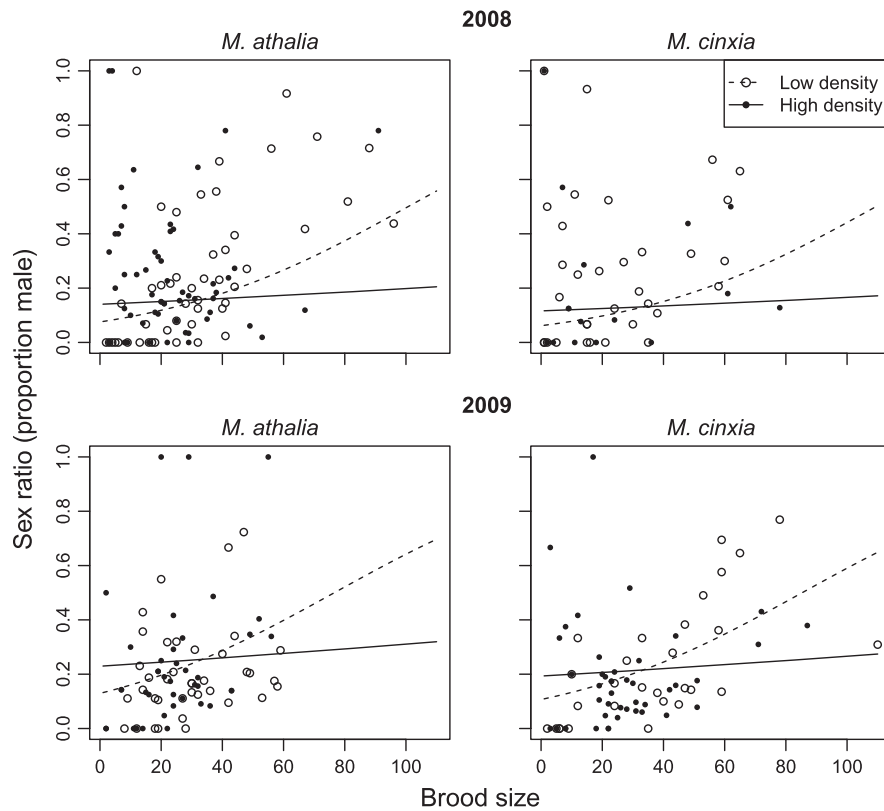 2008
M. athalia
M. cinxia
1.0
0.8
0.6
0.4
0.2
0.0
Low density
High density
2009
M. athalia
M. cinxia
1.0
0.8
0.6
0.4
0.2
0.0
0 20 40 60 80 100
0 20 40 60 80 100
Sex ratio (proportion male)
Brood size